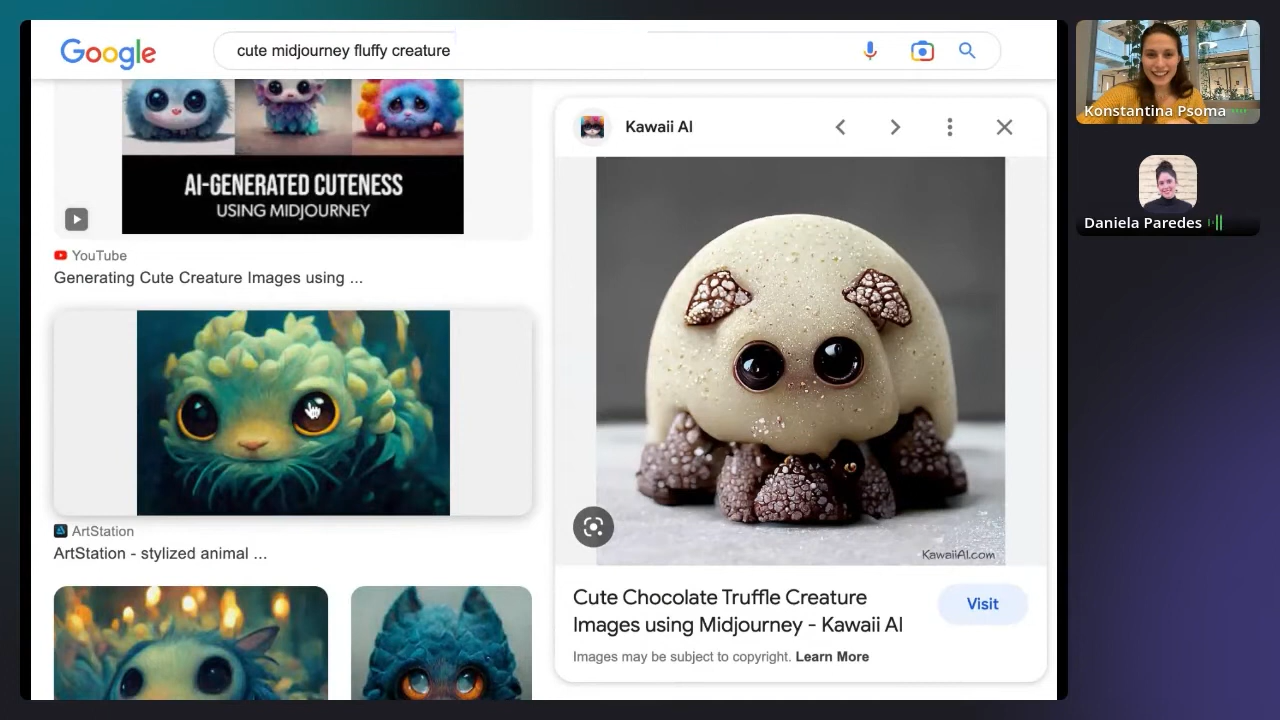 Google
cute midjourney fluffy creature
AI-GENERATED CUTENESS
USING MIDJOURNEY
YouTube
Generating Cute Creature Images using ...
ArtStation
ArtStation - stylized animal ...
Kawaii AI
KawaiiAI.com
Cute Chocolate Truffle Creature
Images using Midjourney - Kawaii AI
Visit
Images may be subject to copyright. Learn More
Konstantina Psoma
Daniela Paredes